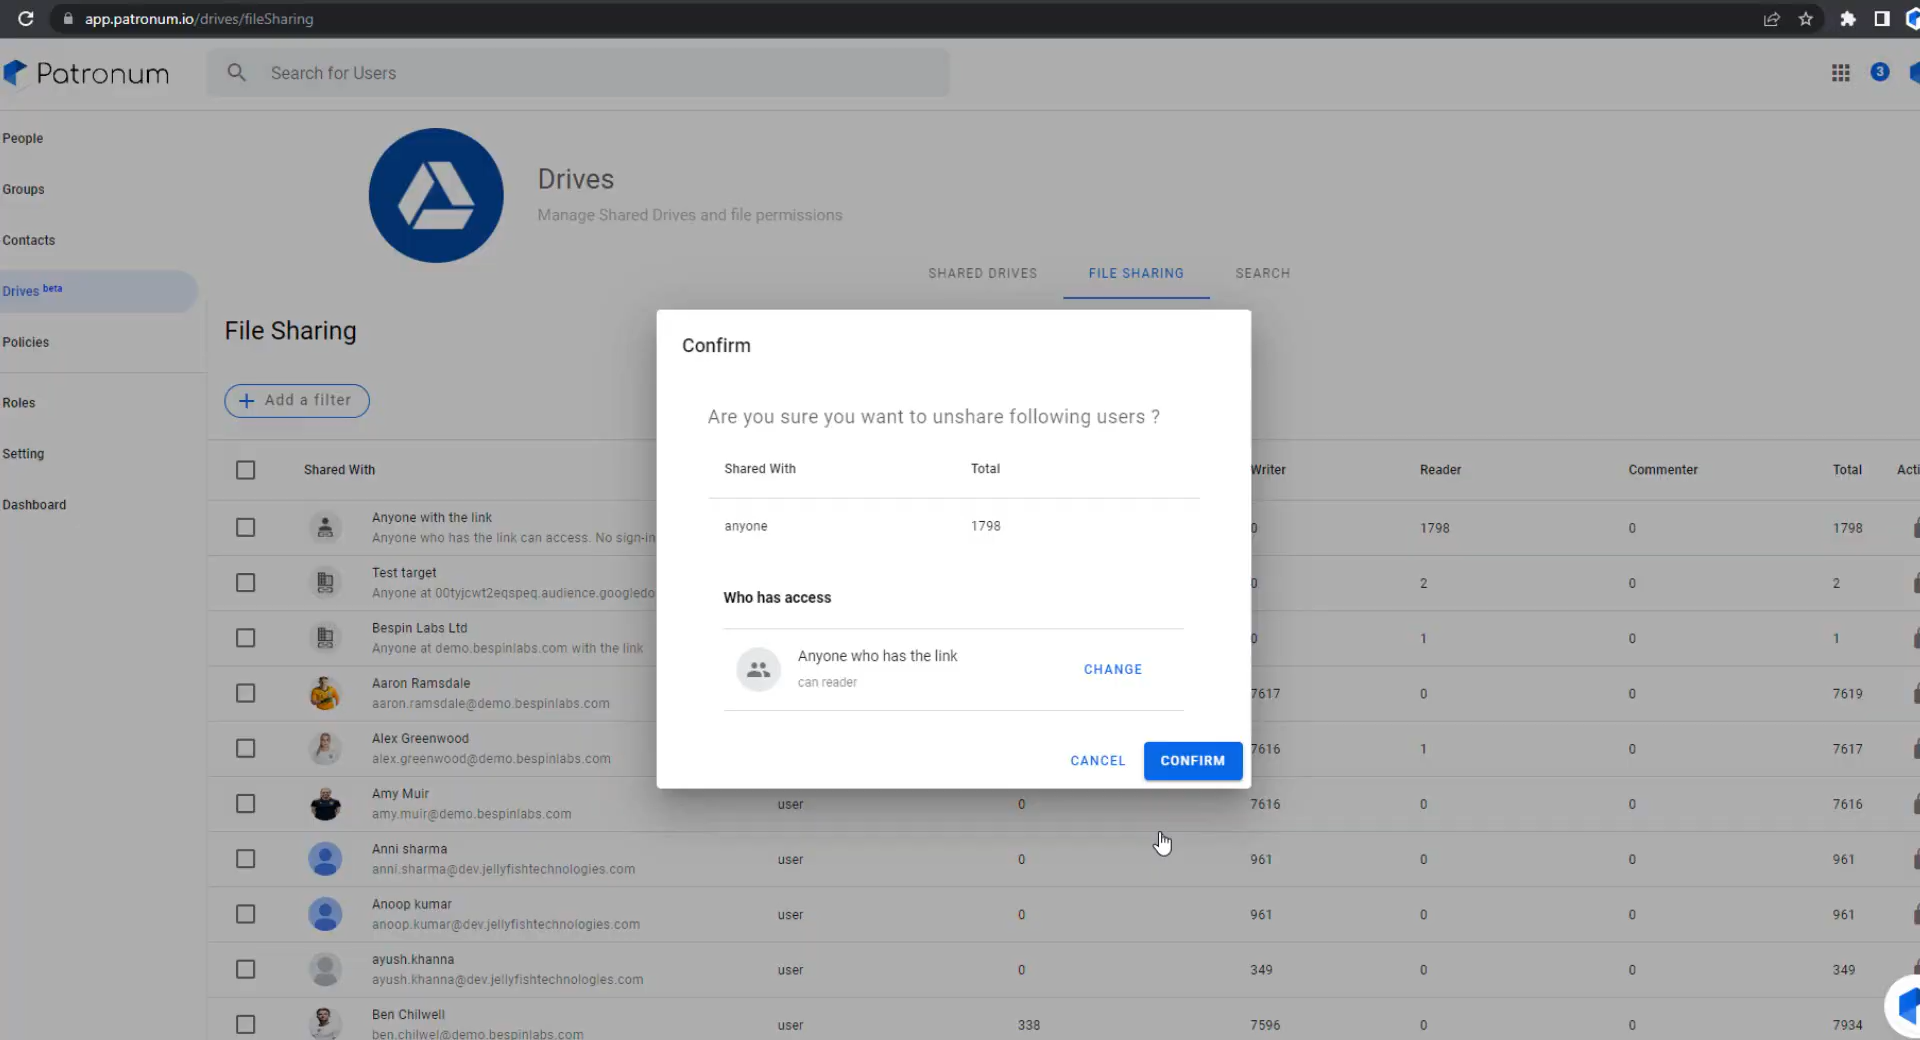 app.patronum.io/drives/fileSharing
Patronum
Search for Users
3
People
Groups
Contacts
Drives beta
Policies
Roles
Setting
Dashboard
Drives
Manage Shared Drives and file permissions
SHARED DRIVES FILE SHARING SEARCH
File Sharing
+ Add a filter
Confirm
Are you sure you want to unshare following users ?
Shared With Total
anyone 1798
Who has access
Anyone who has the link
can reader
CHANGE
CANCEL CONFIRM
Shared With Writer Reader Commenter Total Acti
Anyone with the link 0 1798 0 1798
Anyone who has the link can access. No sign-in
Test target 0 2 0 2
Anyone at 00tyjcwt2eqspeq.audience.googledo
Bespin Labs Ltd 0 1 0 1
Anyone at demo.bespinlabs.com with the link
Aaron Ramsdale 7617 0 0 7619
aaron.ramsdale@demo.bespinlabs.com
Alex Greenwood 7616 1 0 7617
alex.greenwood@demo.bespinlabs.com
Amy Muir user 0 7616 0 0 7616
amy.muir@demo.bespinlabs.com
Anni sharma user 0 961 0 0 961
anni.sharma@dev.jellyfishtechnologies.com
Anoop kumar user 0 961 0 0 961
anoop.kumar@dev.jellyfishtechnologies.com
ayush.khanna user 0 349 0 0 349
ayush.khanna@dev.jellyfishtechnologies.com
Ben Chilwell user 338 7596 0 0 7934
ben.chilwel@demo.bespinlabs.com